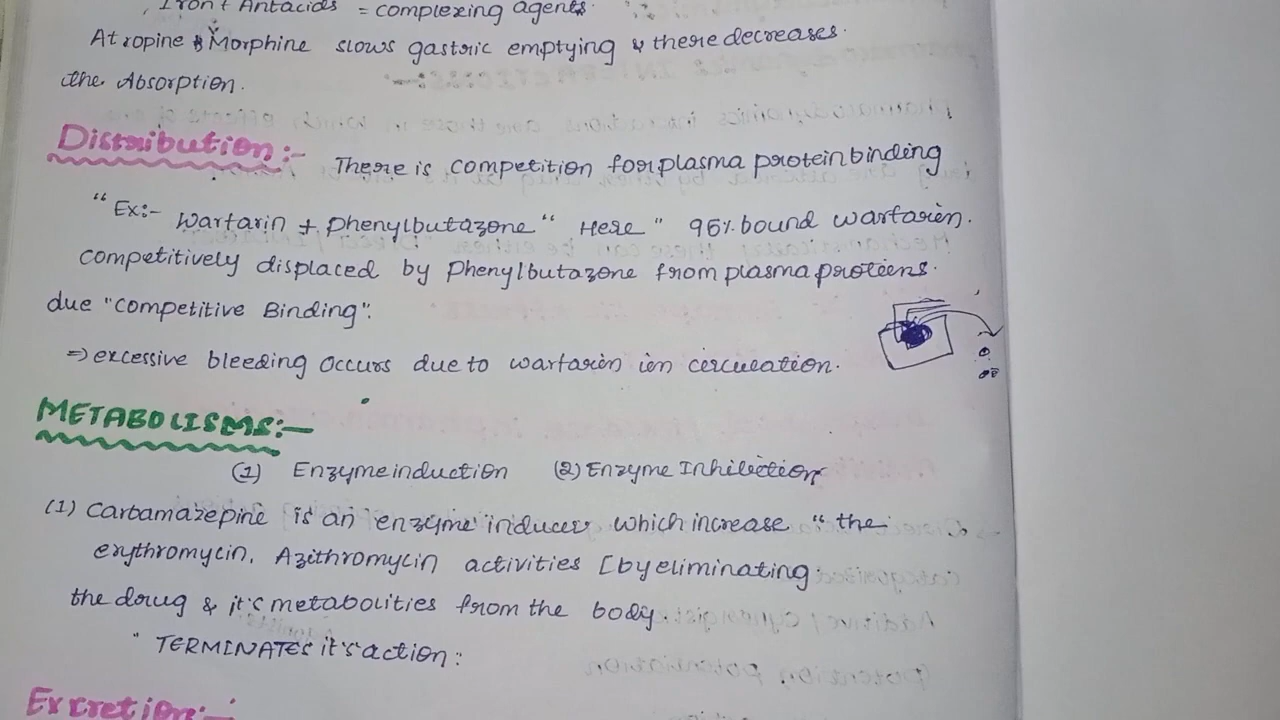 Iron + Antacids = complexing agents.
Atropine & Morphine slows gastric emptying & there decreases.
the Absorption.
Distribution:- There is competition for plasma protein binding
"Ex:- Warfarin + Phenylbutazone" Here " 96% bound warfarin.
competitively displaced by Phenylbutazone from plasma proteins.
due "Competitive Binding".
=> excessive bleeding occurs due to warfarin in circulation.
METABOLISMS:-
(1) Enzyme induction (2) Enzyme Inhibition
(1) Carbamazepine is an "enzyme" inducer which increase "the
erythromycin, Azithromycin activities [by eliminating
the drug & it's metabolities from the body.
" TERMINATES it's action:
Excretion:-